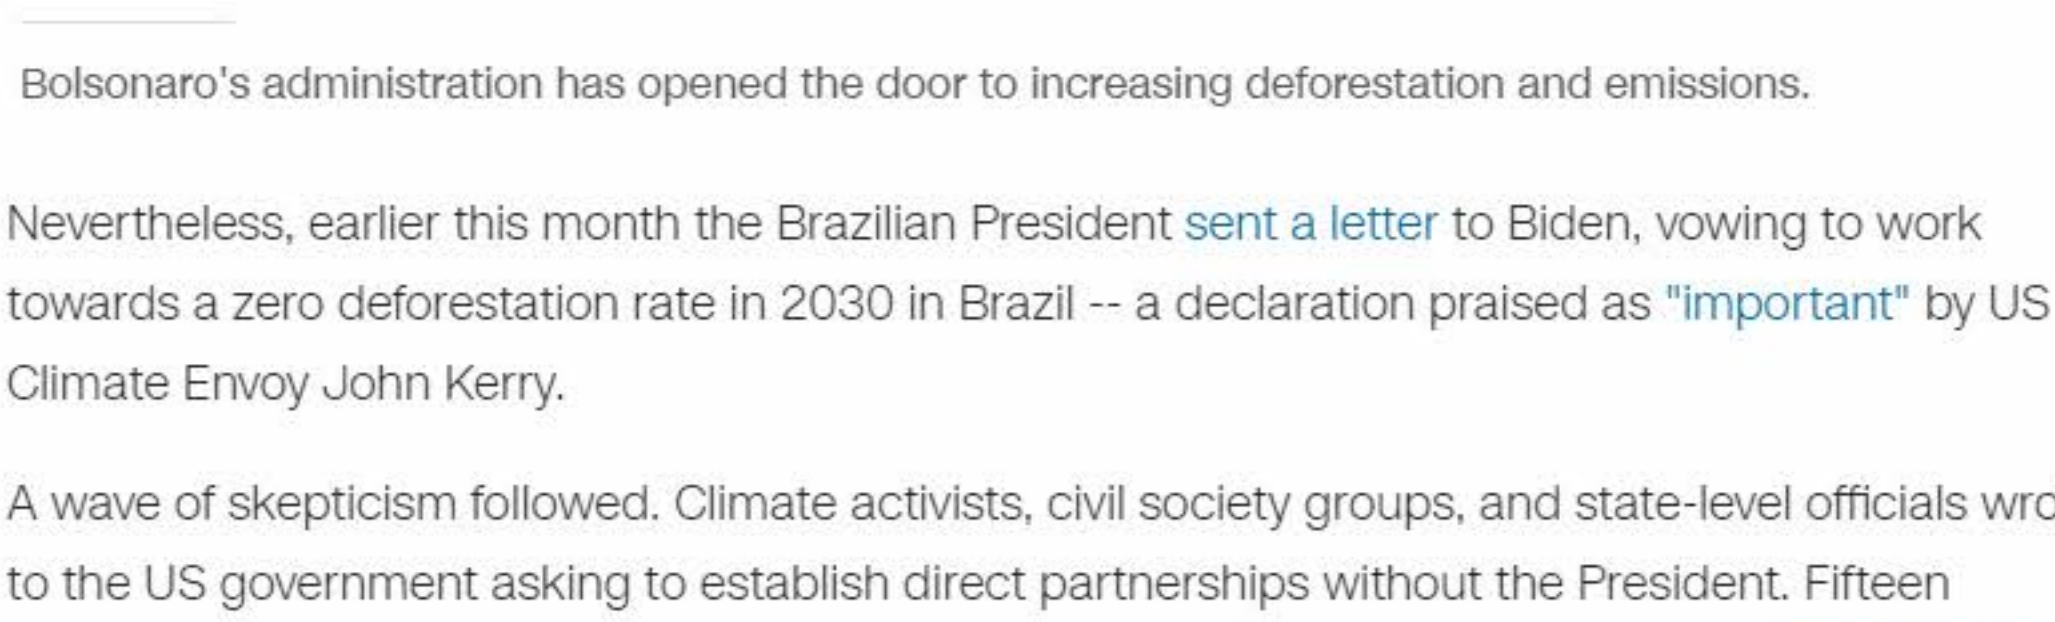 Bolsonaro's administration has opened the door to increasing deforestation and emissions.
Nevertheless, earlier this month the Brazilian President sent a letter to Biden, vowing to work
towards a zero deforestation rate in 2030 in Brazil -- a declaration praised as "important" by US
Climate Envoy John Kerry.
A wave of skepticism followed. Climate activists, civil society groups, and state-level officials
to the US government asking to establish direct partnerships without the President. Fifteen